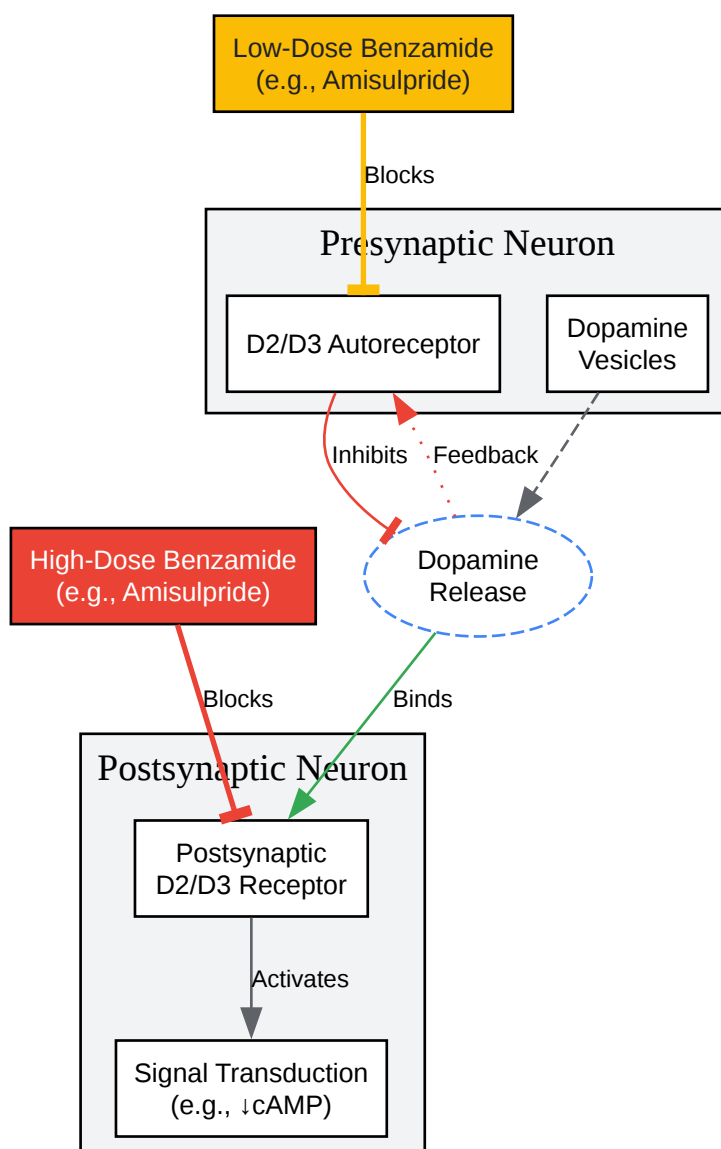 Low-Dose Benzamide
(e.g., Amisulpride)
Blocks
Presynaptic Neuron
D2/D3 Autoreceptor
Dopamine
Vesicles
Inhibits
Feedback
High-Dose Benzamide
(e.g., Amisulpride)
Dopamine
Release
Blocks
Binds
Postsynaptic Neuron
Postsynaptic
D2/D3 Receptor
Activates
Signal Transduction
(e.g., ↓cAMP)